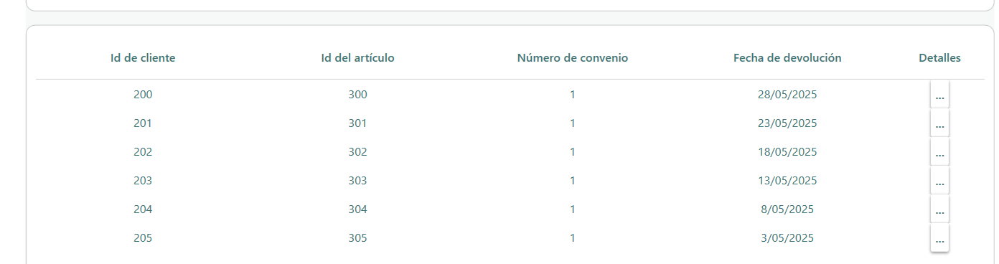 Id de cliente Id del artículo Número de convenio Fecha de devolución Detalles
200 300 1 28/05/2025 ...
201 301 1 23/05/2025 ...
202 302 1 18/05/2025 ...
203 303 1 13/05/2025 ...
204 304 1 8/05/2025 ...
205 305 1 3/05/2025 ...